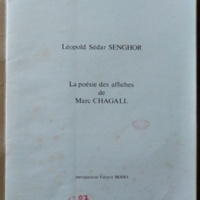 Léopold Sédar SENGHOR
La poésie des affiches
de
Marc CHAGALL